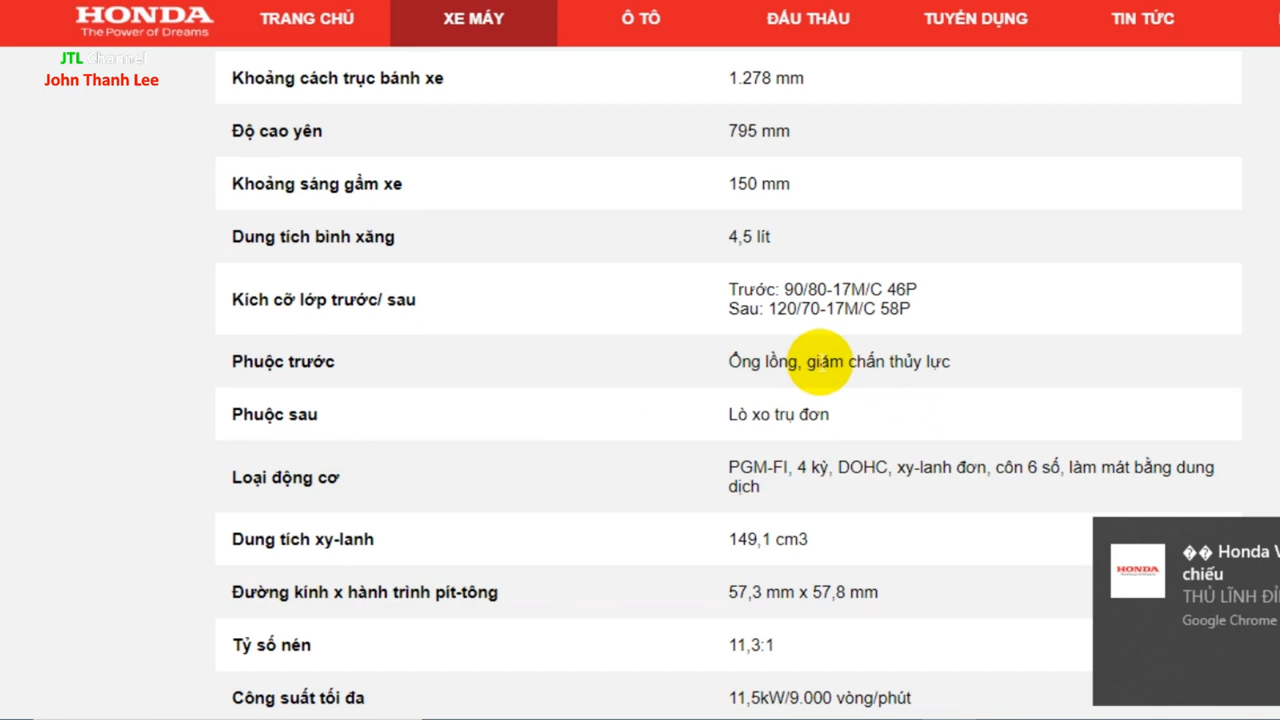 HONDA
The Power of Dreams
TRANG CHỦ
XE MÁY
Ô TÔ
ĐẤU THẦU
TUYỂN DỤNG
TIN TỨC
JTL Channel
John Thanh Lee
Khoảng cách trục bánh xe 1.278 mm
Độ cao yên 795 mm
Khoảng sáng gầm xe 150 mm
Dung tích bình xăng 4,5 lít
Kích cỡ lớp trước/ sau Trước: 90/80-17M/C 46P
Sau: 120/70-17M/C 58P
Phuộc trước Ống lồng, giảm chấn thủy lực
Phuộc sau Lò xo trụ đơn
Loại động cơ PGM-FI, 4 kỳ, DOHC, xy-lanh đơn, côn 6 số, làm mát bằng dung
dịch
Dung tích xy-lanh 149,1 cm3
Đường kính x hành trình pít-tông 57,3 mm x 57,8 mm
Tỷ số nén 11,3:1
Công suất tối đa 11,5kW/9.000 vòng/phút
HONDA
�� Honda
chiếu
THỦ LĨNH
Google Chrome